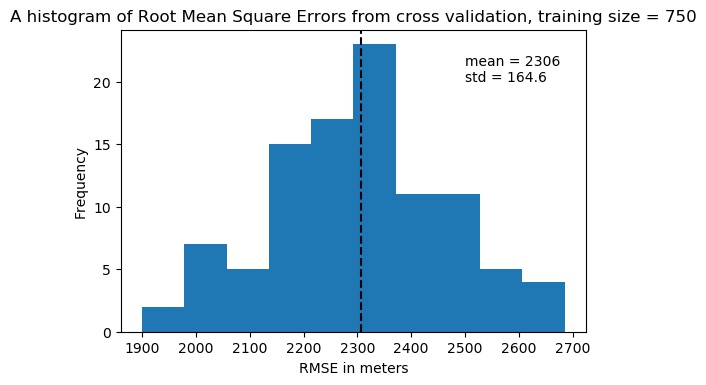 A histogram of Root Mean Square Errors from cross validation, training size = 750
mean = 2306
std = 164.6
20
15
10
5
0
Frequency
1900 2000 2100 2200 2300 2400 2500 2600 2700
RMSE in meters